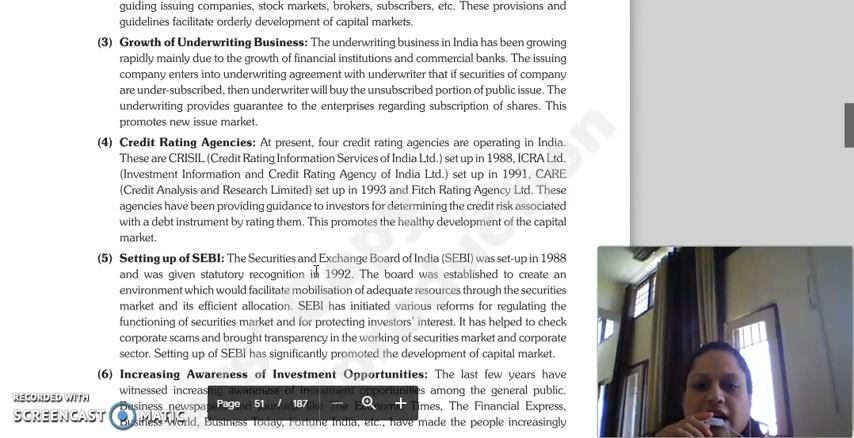 guiding issuing companies, stock markets, brokers, subscribers, etc. These provisions and
guidelines facilitate orderly development of capital markets.
(3) Growth of Underwriting Business: The underwriting business in India has been growing
rapidly mainly due to the growth of financial institutions and commercial banks. The issuing
company enters into underwriting agreement with underwriter that if securities of company
are under-subscribed, then underwriter will buy the unsubscribed portion of public issue. The
underwriting provides guarantee to the enterprises regarding subscription of shares. This
promotes new issue market.
(4) Credit Rating Agencies: At present, four credit rating agencies are operating in India.
These are CRISIL (Credit Rating Information Services of India Ltd.) set up in 1988, ICRA Ltd.
(Investment Information and Credit Rating Agency of India Ltd.) set up in 1991, CARE
(Credit Analysis and Research Limited) set up in 1993 and Fitch Rating Agency Ltd. These
agencies have been providing guidance to investors for determining the credit risk associated
with a debt instrument by rating them. This promotes the healthy development of the capital
market.
(5) Setting up of SEBI: The Securities and Exchange Board of India (SEBI) was set-up in 1988
and was given statutory recognition in 1992. The board was established to create an
environment which would facilitate mobilisation of adequate resources through the securities
market and its efficient allocation. SEBI has initiated various reforms for regulating the
functioning of securities market and for protecting investors' interest. It has helped to check
corporate scams and brought transparency in the working of securities market and corporate
sector. Setting up of SEBI has significantly promoted the development of capital market.
(6) Increasing Awareness of Investment Opportunities: The last few years have
witnessed increasing awareness of investment opportunities among the general public.
Business Times, The Financial Express,
Business World, Business Today, Fortune India, etc., have made the people increasingly
Page 51 / 187
RECORDED WITH
SCREENCAST MATIC